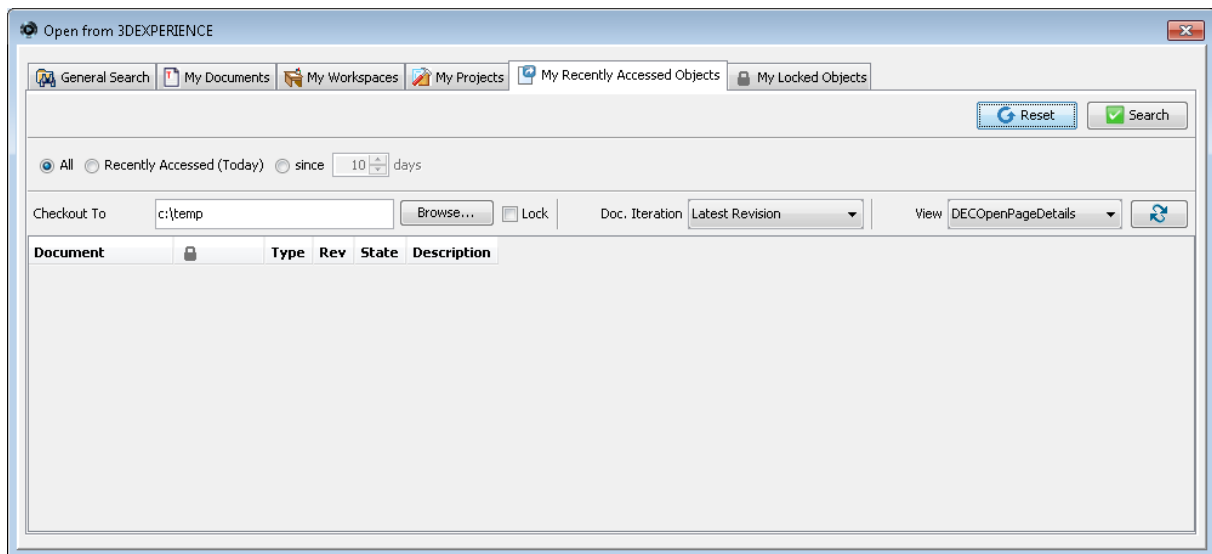 Open from 3DEXPERIENCE
General Search My Documents My Workspaces My Projects My Recently Accessed Objects My Locked Objects
Reset Search
All Recently Accessed (Today) since 10 days
Checkout To c:\temp Browse... Lock Doc. Iteration Latest Revision View DECOpenPageDetails
Document Type Rev State Description